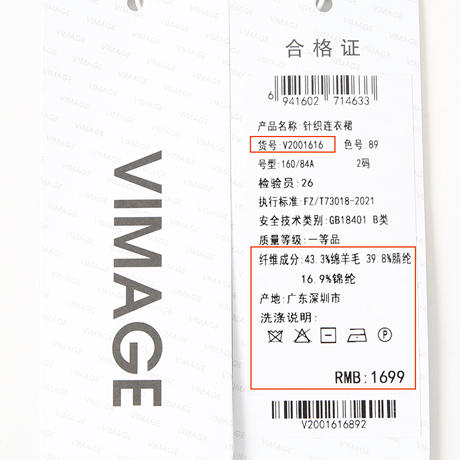 VIMAGE
合格证
6 941602 714633
产品名称: 针织连衣裙
货号: V2001616 色号: 89
号型: 160/84A 2码
检验员: 26
执行标准: FZ/T73018-2021
安全技术类别: GB18401 B类
质量等级: 一等品
纤维成分: 43.3%绵羊毛 39.8%腈纶
16.9%锦纶
产地: 广东深圳市
洗涤说明:
P
RMB: 1699
V2001616892